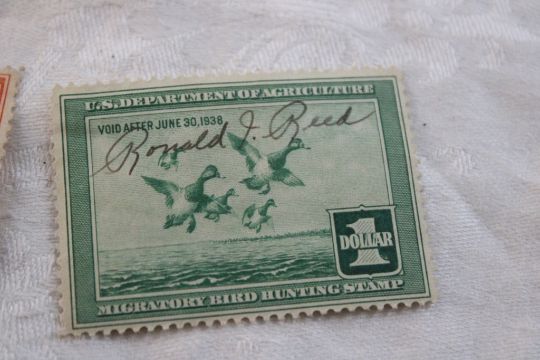 U.S. DEPARTMENT OF AGRICULTURE
VOID AFTER JUNE 30, 1938
Ronald J. Reed
1
DOLLAR
MIGRATORY BIRD HUNTING STAMP